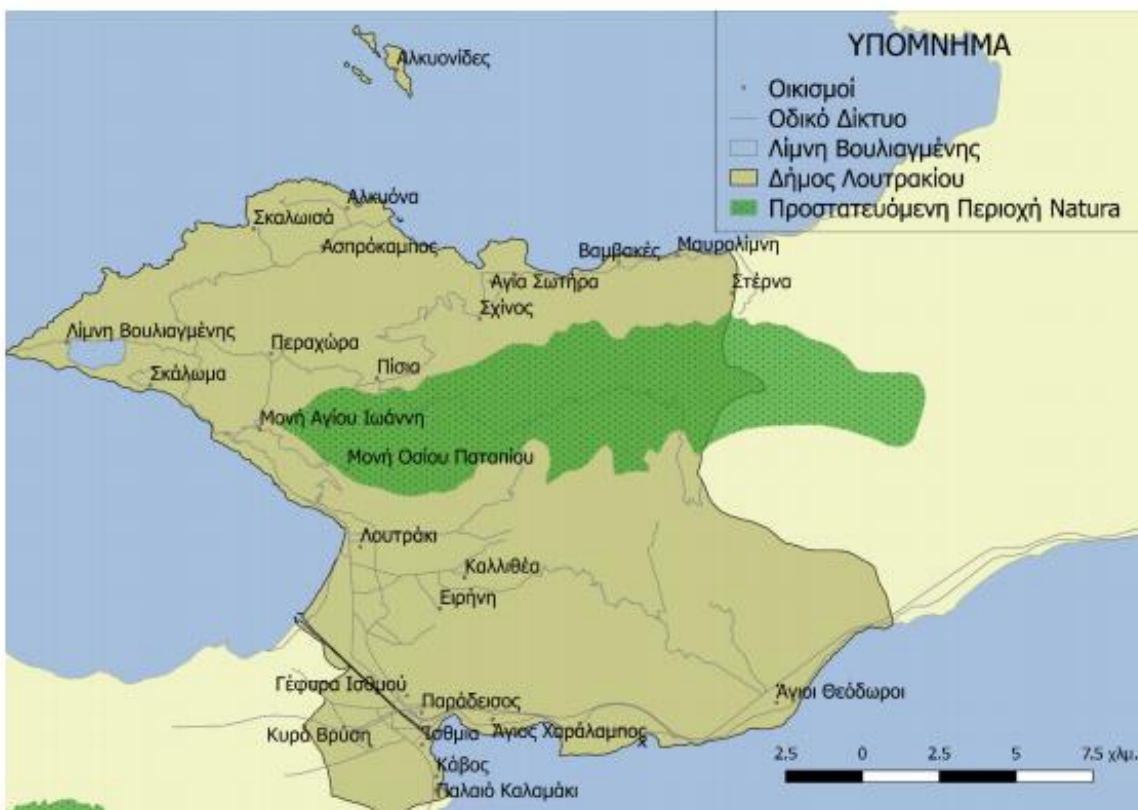 ΥΠΟΜΝΗΜΑ
Οικισμοί
Οδικό Δίκτυο
Λίμνη Βουλιαγμένης
Δήμος Λουτρακίου
Προστατευόμενη Περιοχή Natura
Αλκυονίδες
Αλκυόνα
Σκαλωισά
Ασπρόκαμπος
Βαμβακές
Μαυρολίμνη
Αγία Σωτήρα
Στέρνα
Σχίνος
Λίμνη Βουλιαγμένης
Περαχώρα
Σκάλωμα
Πίσια
Μονή Αγίου Ιωάννη
Μονή Οσίου Παταπίου
Λουτράκι
Καλλιθέα
Ειρήνη
Γέφυρα Ισθμού
Παράδεισος
Άγιοι Θεόδωροι
Κυρά Βρύση
Ίσθμια
Άγιος Χαράλαμπος
Κάβος
Παλαιό Καλαμάκι
2.5 0 2.5 5 7.5 χλμ.